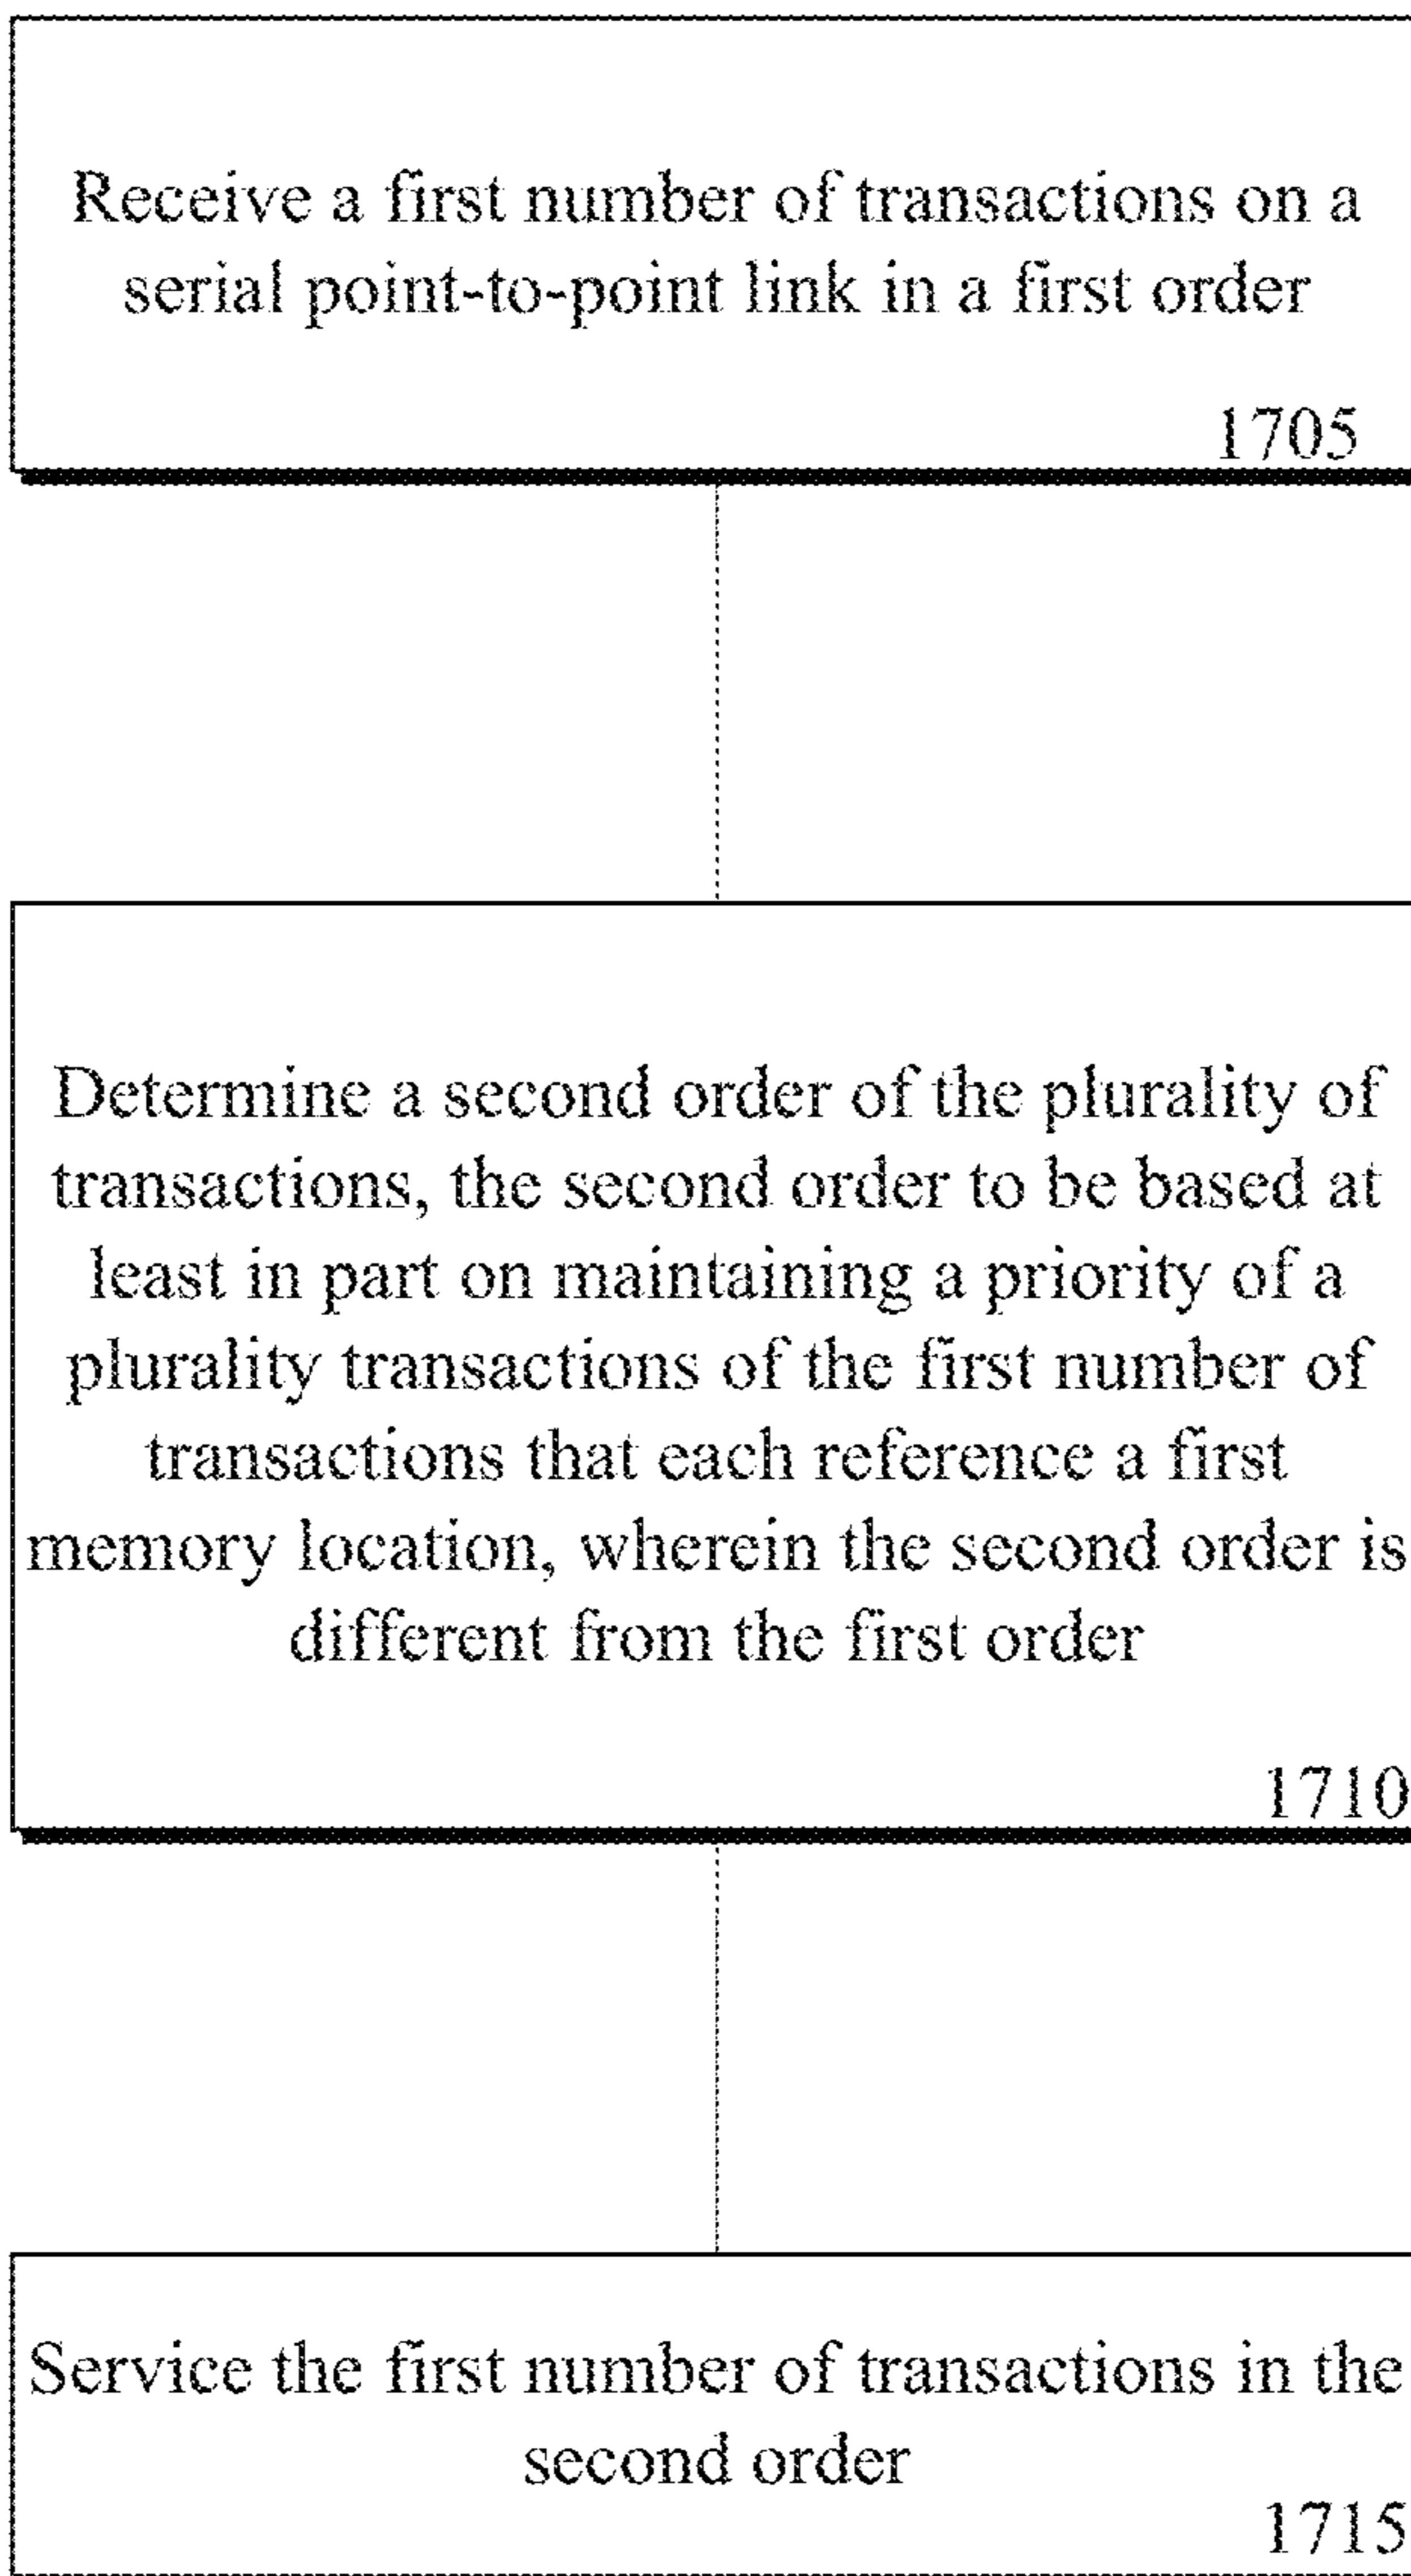 Receive a first number of transactions on a
serial point-to-point link in a first order
1705
Determine a second order of the plurality of
transactions, the second order to be based at
least in part on maintaining a priority of a
plurality transactions of the first number of
transactions that each reference a first
memory location, wherein the second order is
different from the first order
1710
Service the first number of transactions in the
second order
1715